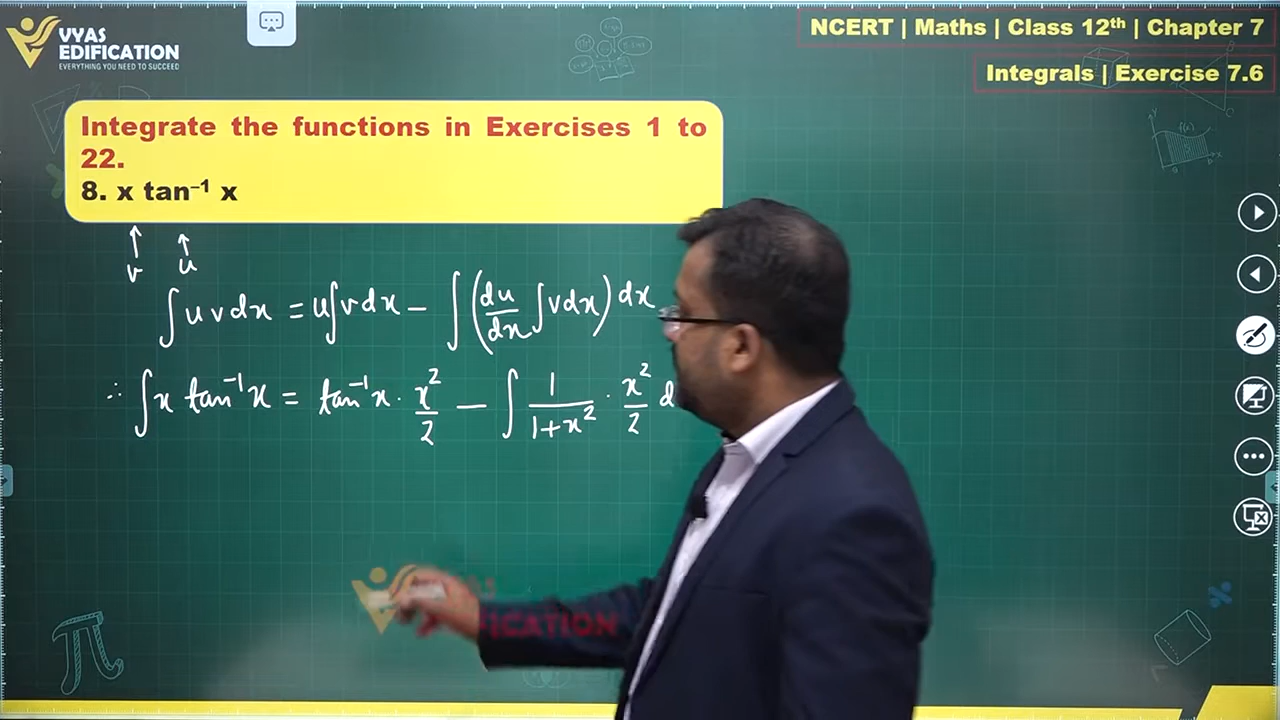 VYAS
EDIFICATION
EVERYTHING YOU NEED TO SUCCEED
NCERT | Maths | Class 12th | Chapter 7
Integrals | Exercise 7.6
Integrate the functions in Exercises 1 to
22.
8. x tan⁻¹ x
↑ ↑
v u
∫ u v dx = u∫v dx − ∫(du/dx ∫v dx) dx
∴ ∫x tan⁻¹x = tan⁻¹x · x²/2 − ∫ 1/(1+x²) · x²/2 d
FICATION